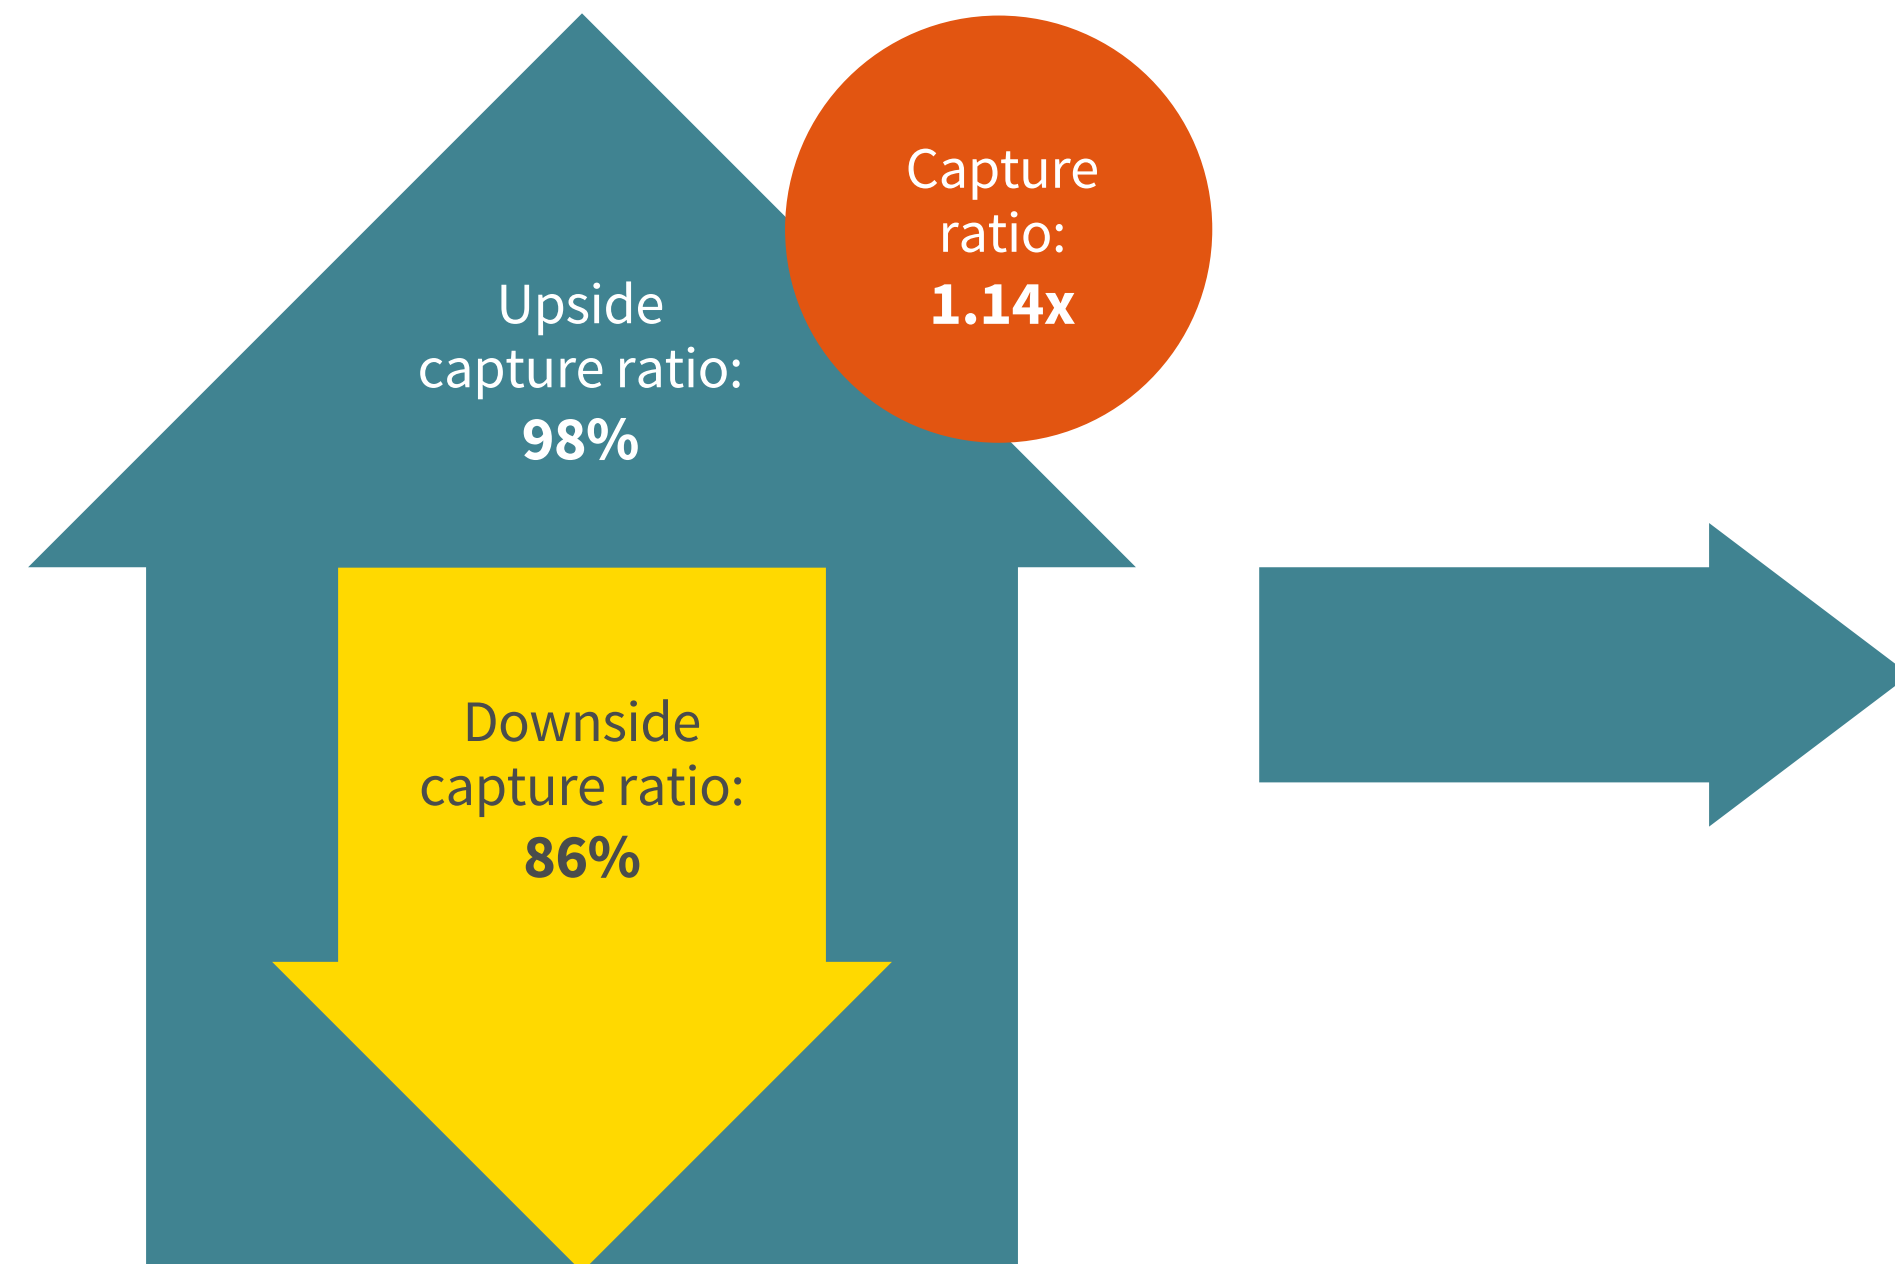 Capture
ratio:
1.14x
Upside
capture ratio:
98%
Downside
capture ratio:
86%